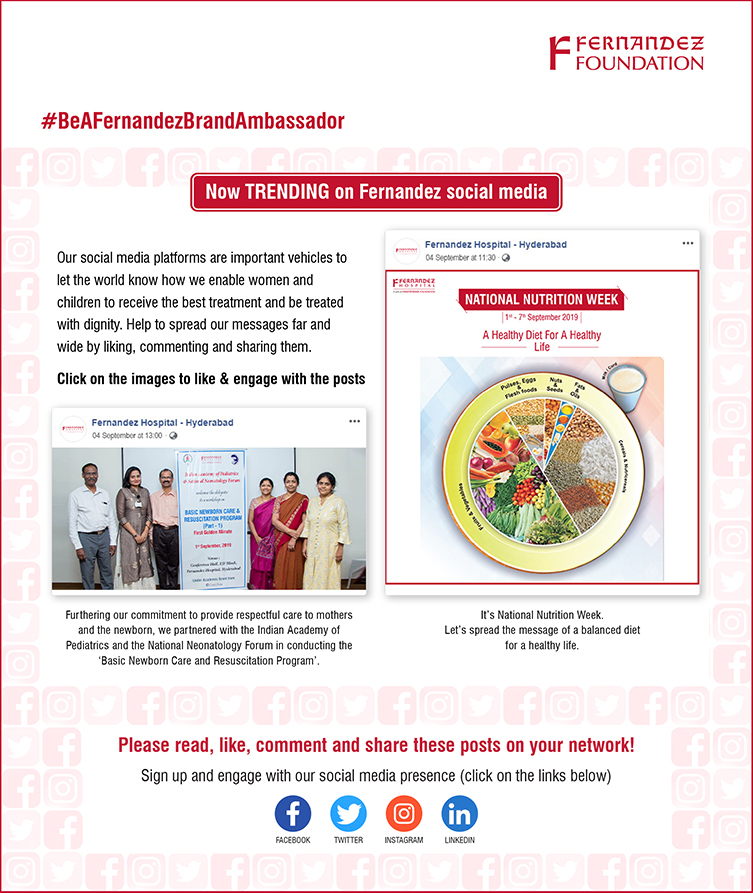 FERNANDEZ
FOUNDATION
#BeAFernandezBrandAmbassador
Now TRENDING on Fernandez social media
Our social media platforms are important vehicles to
let the world know how we enable women and
children to receive the best treatment and be treated
with dignity. Help to spread our messages far and
wide by liking, commenting and sharing them.
Click on the images to like & engage with the posts
Fernandez Hospital - Hyderabad
04 September at 13:00 ·
Indian Academy of Pediatrics
& National Neonatology Forum
welcome the delegates
to a workshop on
BASIC NEWBORN CARE &
RESUSCITATION PROGRAM
(Part - 1)
First Golden Minute
1st September, 2019
Venue :
Conference Hall,
Fernandez Hospital, Hyderabad
Furthering our commitment to provide respectful care to mothers
and the newborn, we partnered with the Indian Academy of
Pediatrics and the National Neonatology Forum in conducting the
‘Basic Newborn Care and Resuscitation Program’.
Fernandez Hospital - Hyderabad
04 September at 11:30 ·
FERNANDEZ
HOSPITAL
NATIONAL NUTRITION WEEK
1st - 7th September 2019
A Healthy Diet For A Healthy
Life
Milk / Curd
Pulses, Eggs
&
Flesh foods
Nuts
&
Seeds
Fats
&
Oils
Cereals & Nutricereals
Fruits & Vegetables
It’s National Nutrition Week.
Let’s spread the message of a balanced diet
for a healthy life.
Please read, like, comment and share these posts on your network!
Sign up and engage with our social media presence (click on the links below)
FACEBOOK
TWITTER
INSTAGRAM
LINKEDIN